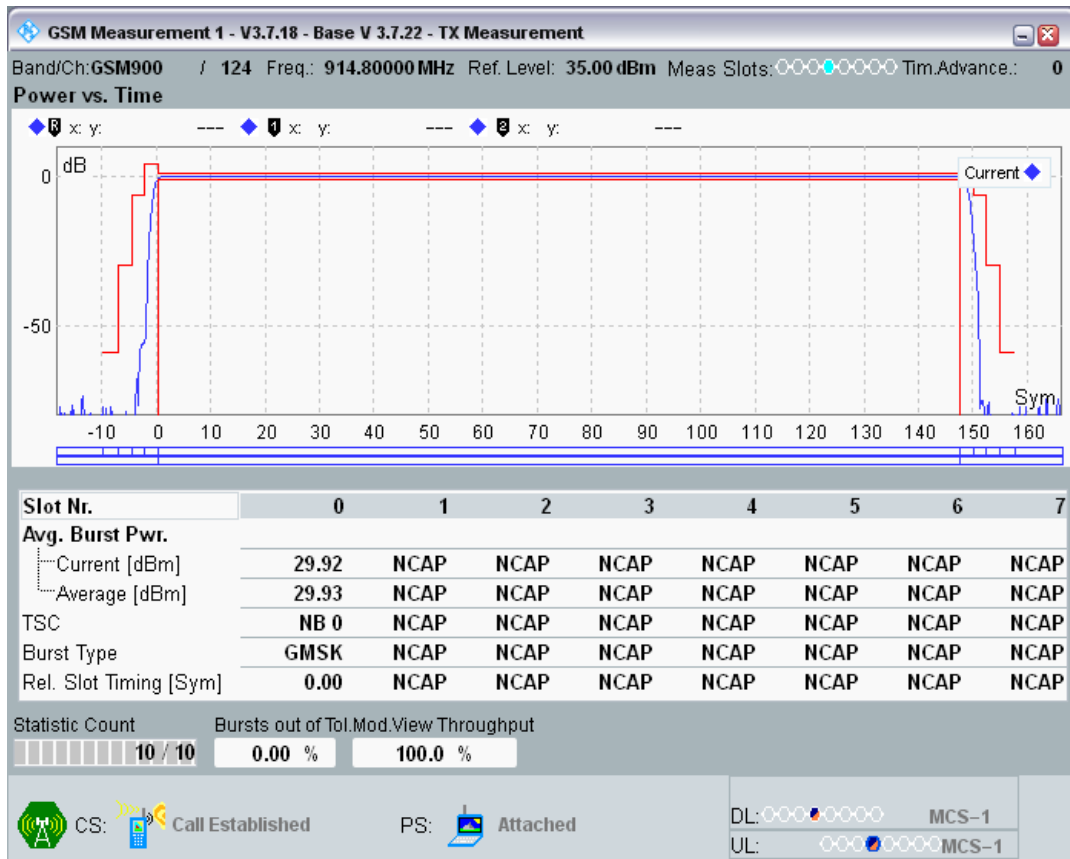 GSM Measurement 1 - V3.7.18 - Base V 3.7.22 - TX Measurement
Band/Ch:GSM900 / 124 Freq.: 914.80000 MHz Ref. Level: 35.00 dBm Meas Slots: Tim.Advance.: 0
Power vs. Time
R x: y: --- 1 x: y: --- 2 x: y: ---
dB
Current
0
-50
Sym
-10 0 10 20 30 40 50 60 70 80 90 100 110 120 130 140 150 160
Slot Nr. 0 1 2 3 4 5 6 7
Avg. Burst Pwr.
Current [dBm] 29.92 NCAP NCAP NCAP NCAP NCAP NCAP NCAP
Average [dBm] 29.93 NCAP NCAP NCAP NCAP NCAP NCAP NCAP
TSC NB 0 NCAP NCAP NCAP NCAP NCAP NCAP NCAP
Burst Type GMSK NCAP NCAP NCAP NCAP NCAP NCAP NCAP
Rel. Slot Timing [Sym] 0.00 NCAP NCAP NCAP NCAP NCAP NCAP NCAP
Statistic Count Bursts out of Tol.Mod.View Throughput
10 / 10 0.00 % 100.0 %
CS: Call Established PS: Attached
DL: MCS-1
UL: MCS-1